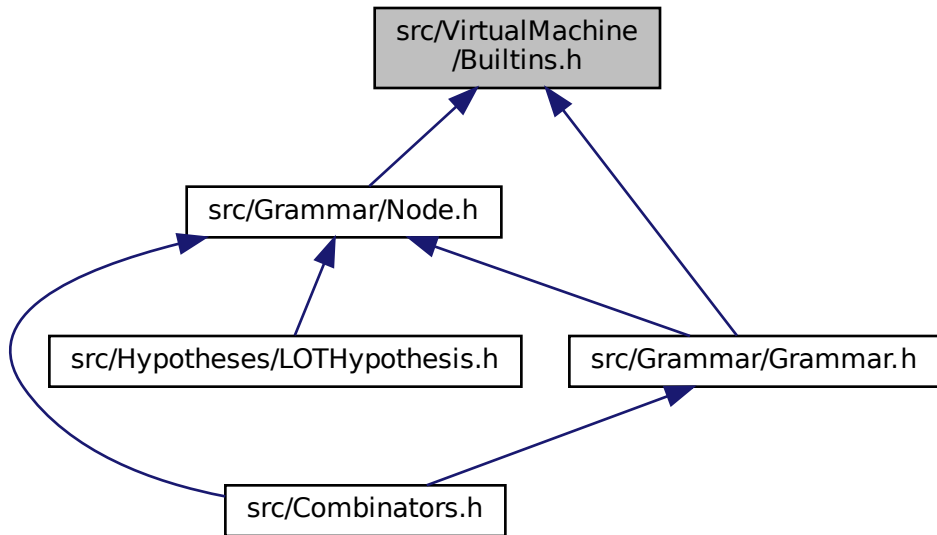 src/VirtualMachine
/Builtins.h
src/Grammar/Node.h
src/Hypotheses/LOTHypothesis.h
src/Grammar/Grammar.h
src/Combinators.h